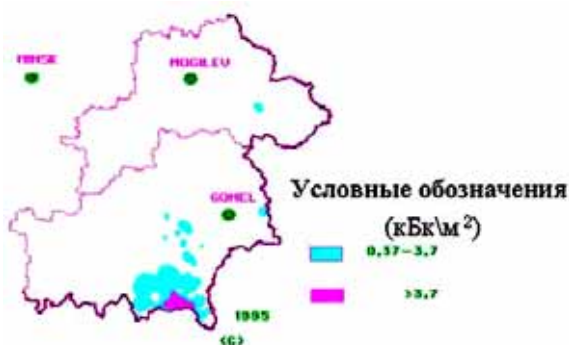 MINSK
MOGILEV
GOMEL
Условные обозначения
(кБк\м²)
0,37-3,7
>3,7
1995